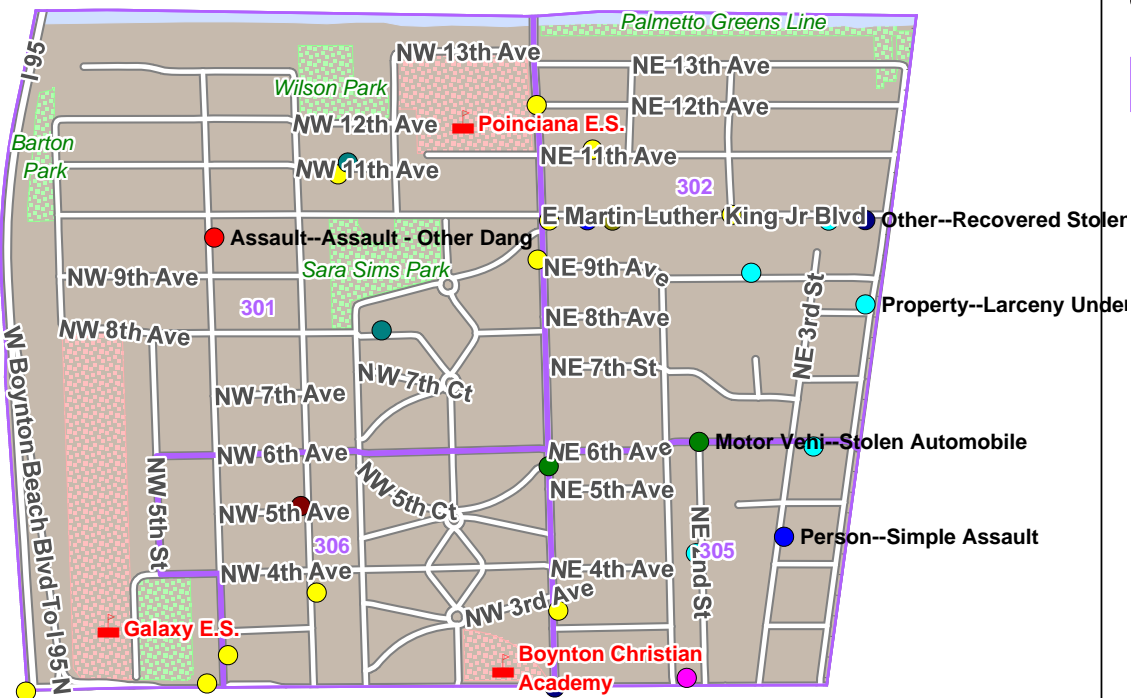 Palmetto Greens Line
I 95
NW 13th Ave
NE 13th Ave
Wilson Park
NE 12th Ave
NW 12th Ave
Poinciana E.S.
Barton
Park
NE 11th Ave
NW 11th Ave
302
E Martin Luther King Jr Blvd
Other--Recovered Stolen
Assault--Assault - Other Dang
Sara Sims Park
NE 9th Ave
NW 9th Ave
301
Property--Larceny Under
NE 8th Ave
NW 8th Ave
NE 3rd St
W Boynton Beach Blvd To I 95 N
NE 7th St
NW 7th Ct
NW 7th Ave
Motor Vehi--Stolen Automobile
NW 6th Ave
NE 6th Ave
NW 5th St
NW 5th Ct
NE 5th Ave
NW 5th Ave
Person--Simple Assault
306
305
NE 2nd St
NW 4th Ave
NE 4th Ave
NW 3rd Ave
Galaxy E.S.
Boynton Christian
Academy